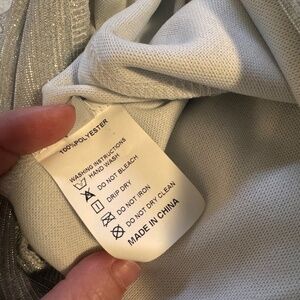 100%POLYESTER
WASHING INSTRUCTIONS
HAND WASH
DO NOT BLEACH
DRIP DRY
DO NOT IRON
DO NOT DRY CLEAN
MADE IN CHINA